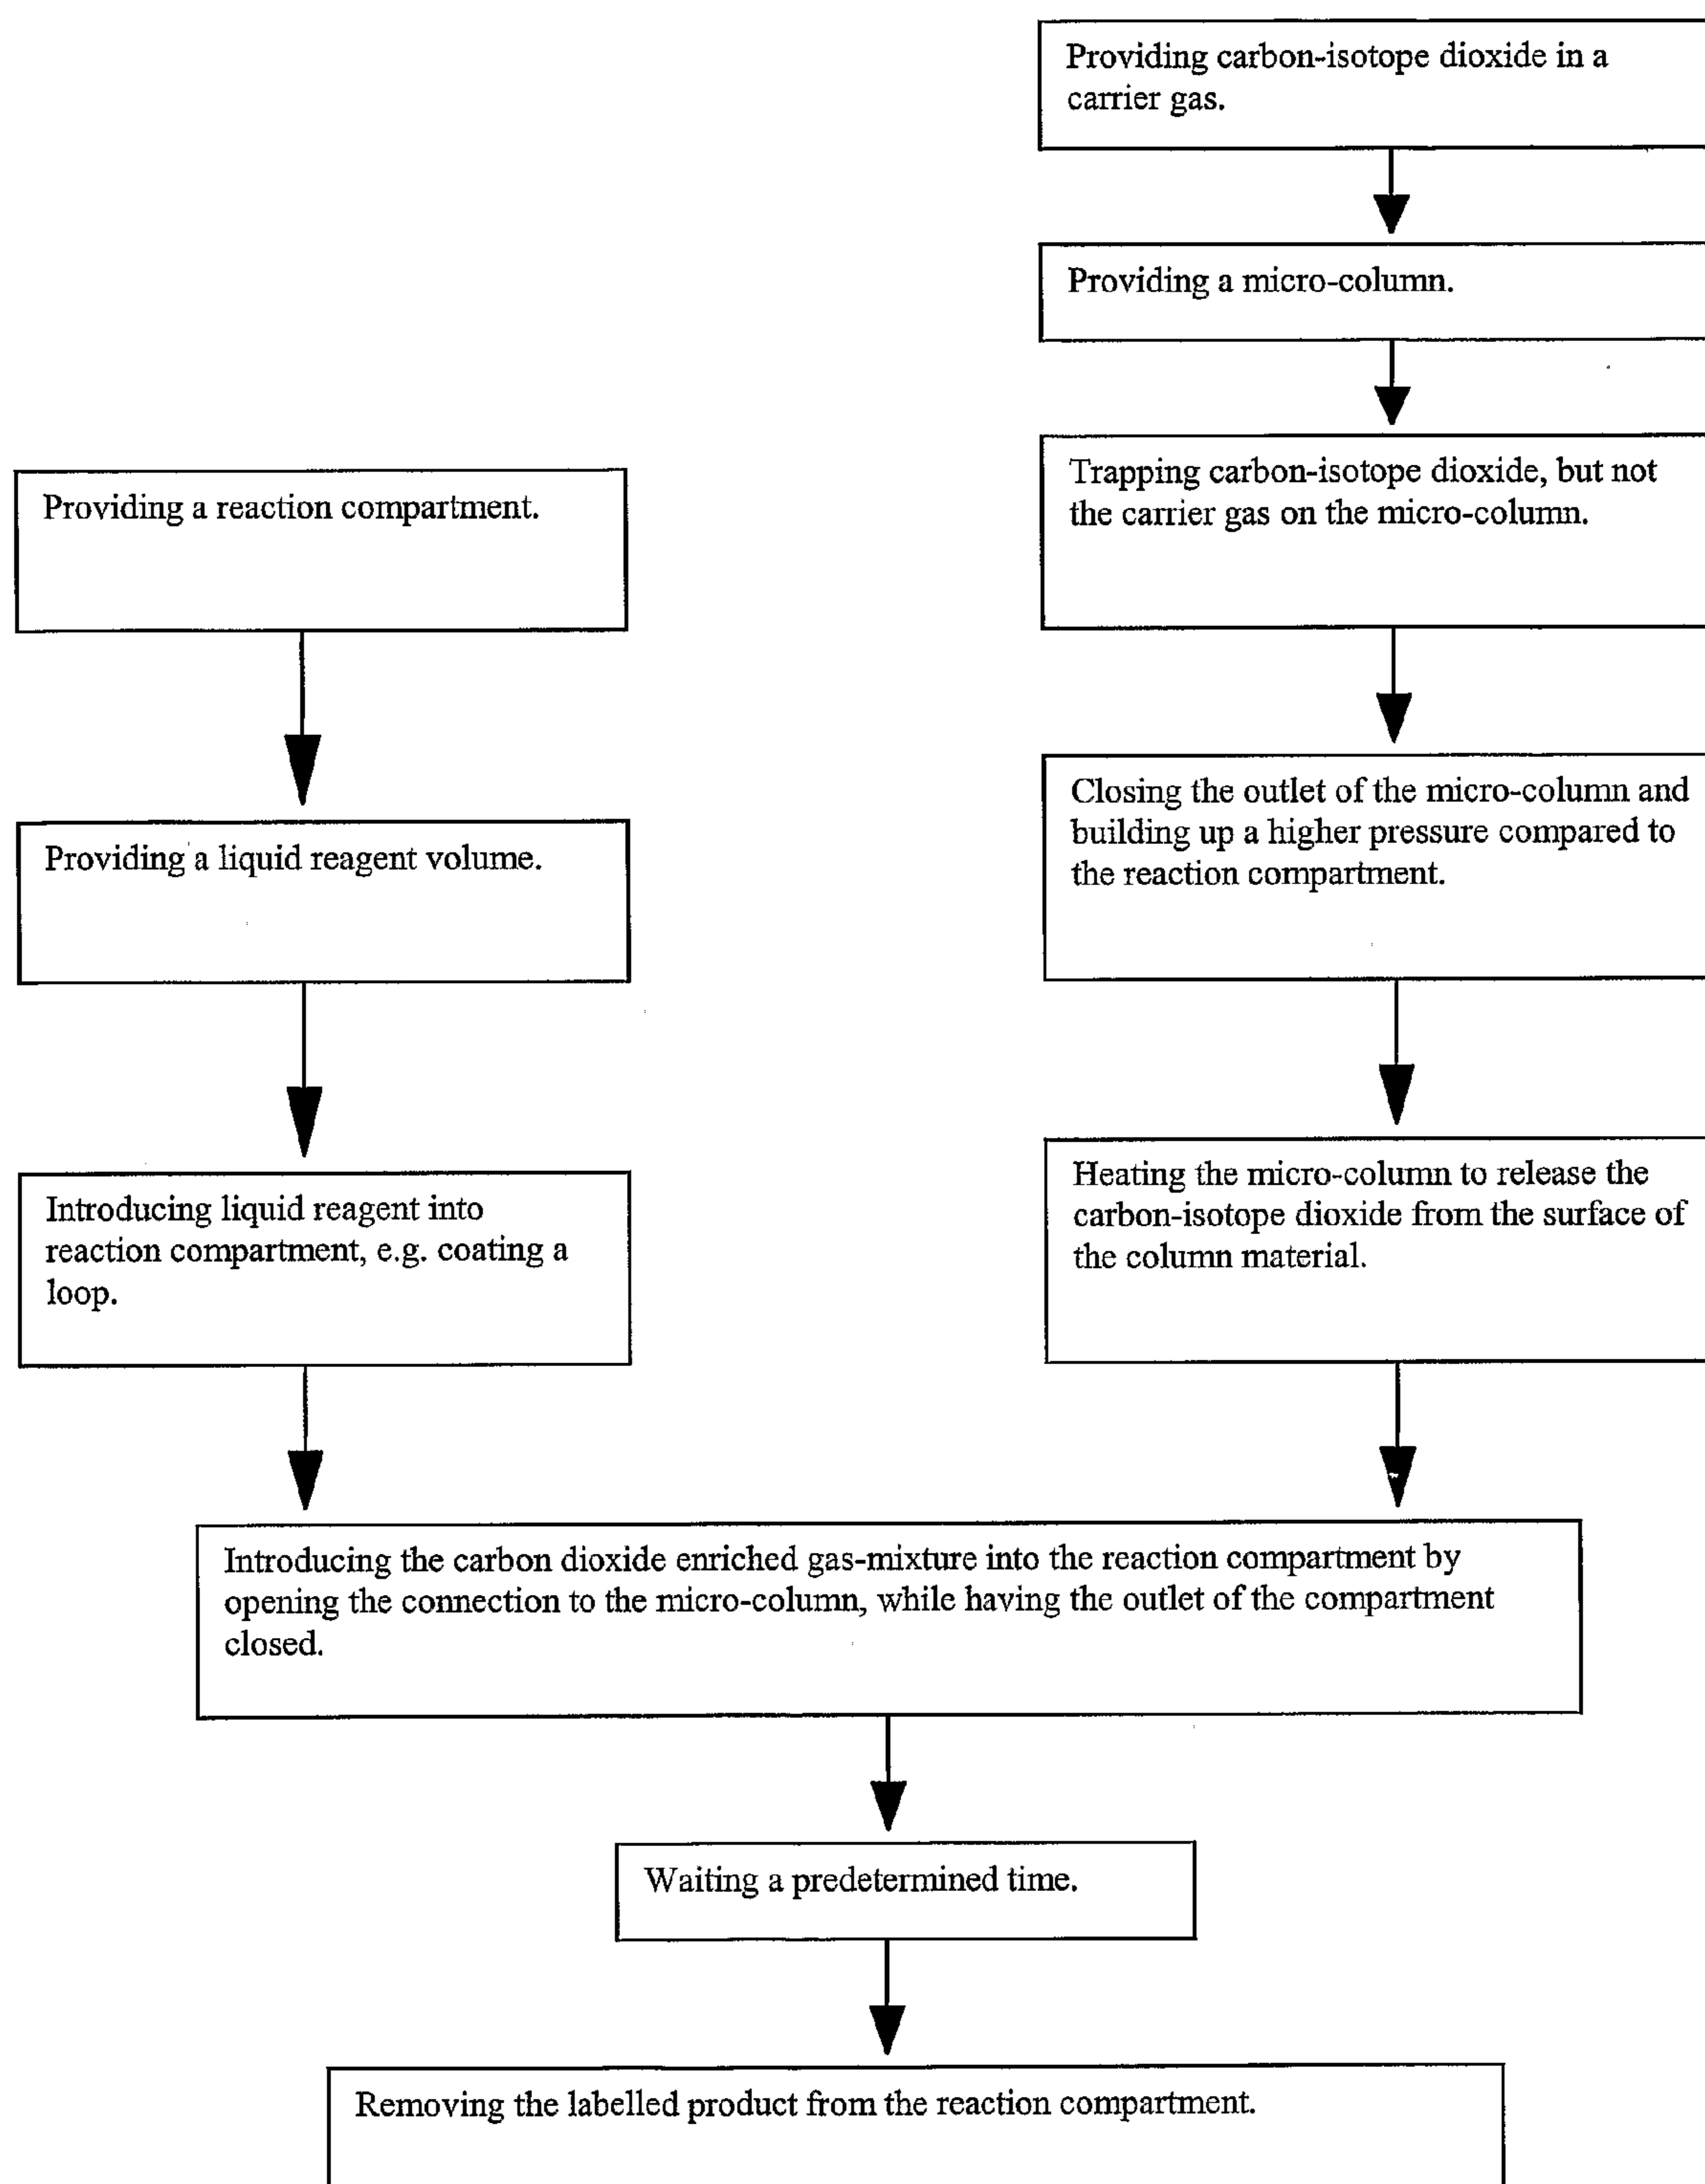 Providing carbon-isotope dioxide in a
carrier gas.
Providing a micro-column.
Trapping carbon-isotope dioxide, but not
the carrier gas on the micro-column.
Providing a reaction compartment.
Closing the outlet of the micro-column and
building up a higher pressure compared to
the reaction compartment.
Providing a liquid reagent volume.
Heating the micro-column to release the
carbon-isotope dioxide from the surface of
the column material.
Introducing liquid reagent into
reaction compartment, e.g. coating a
loop.
Introducing the carbon dioxide enriched gas-mixture into the reaction compartment by
opening the connection to the micro-column, while having the outlet of the compartment
closed.
Waiting a predetermined time.
Removing the labelled product from the reaction compartment.